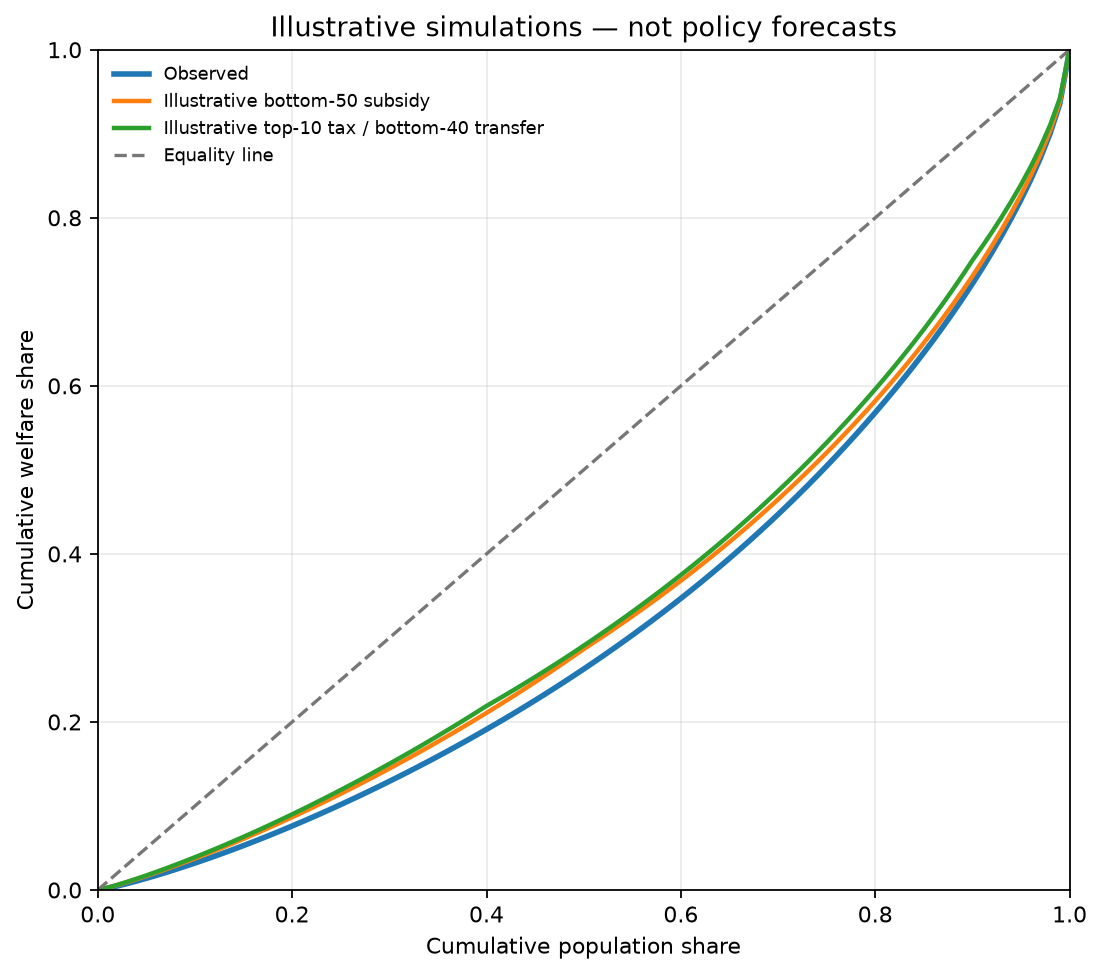 Illustrative simulations — not policy forecasts
1.0
0.8
0.6
0.4
0.2
0.0
Cumulative welfare share
Observed
Illustrative bottom-50 subsidy
Illustrative top-10 tax / bottom-40 transfer
Equality line
0.0 0.2 0.4 0.6 0.8 1.0
Cumulative population share